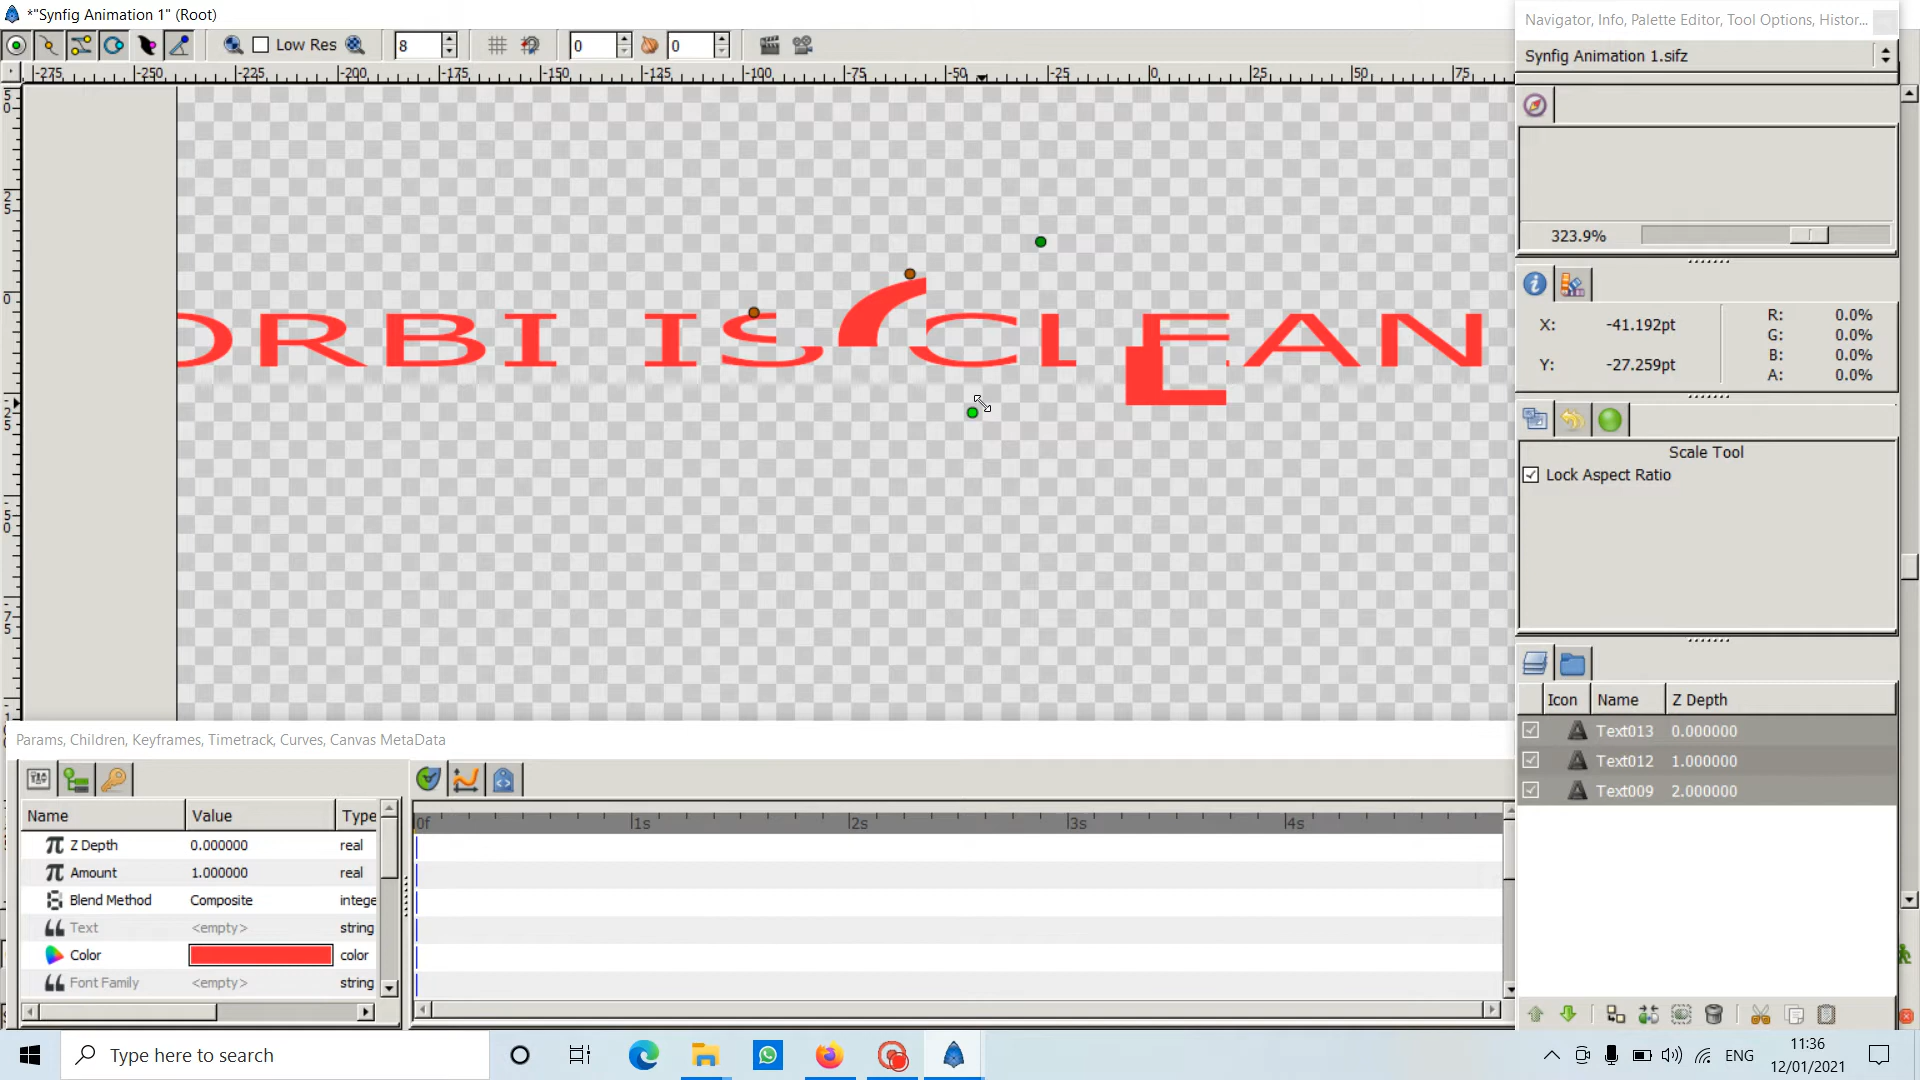 *"Synfig Animation 1" (Root)
Navigator, Info, Palette Editor, Tool Options, Histor...
Low Res
8
0
0
Synfig Animation 1.sifz
-275 -250 -225 -200 -175 -150 -125 -100 -75 -50 -25 0 25 50 75
ORBI IS CLEAN
323.9%
X: -41.192pt
Y: -27.259pt
R: 0.0%
G: 0.0%
B: 0.0%
A: 0.0%
Scale Tool
Lock Aspect Ratio
Icon Name Z Depth
Text013 0.000000
Text012 1.000000
Text009 2.000000
Params, Children, Keyframes, Timetrack, Curves, Canvas MetaData
Name Value Type
Z Depth 0.000000 real
Amount 1.000000 real
Blend Method Composite intege
Text <empty> string
Color color
Font Family <empty> string
0f 1s 2s 3s 4s
Type here to search
ENG
11:36
12/01/2021